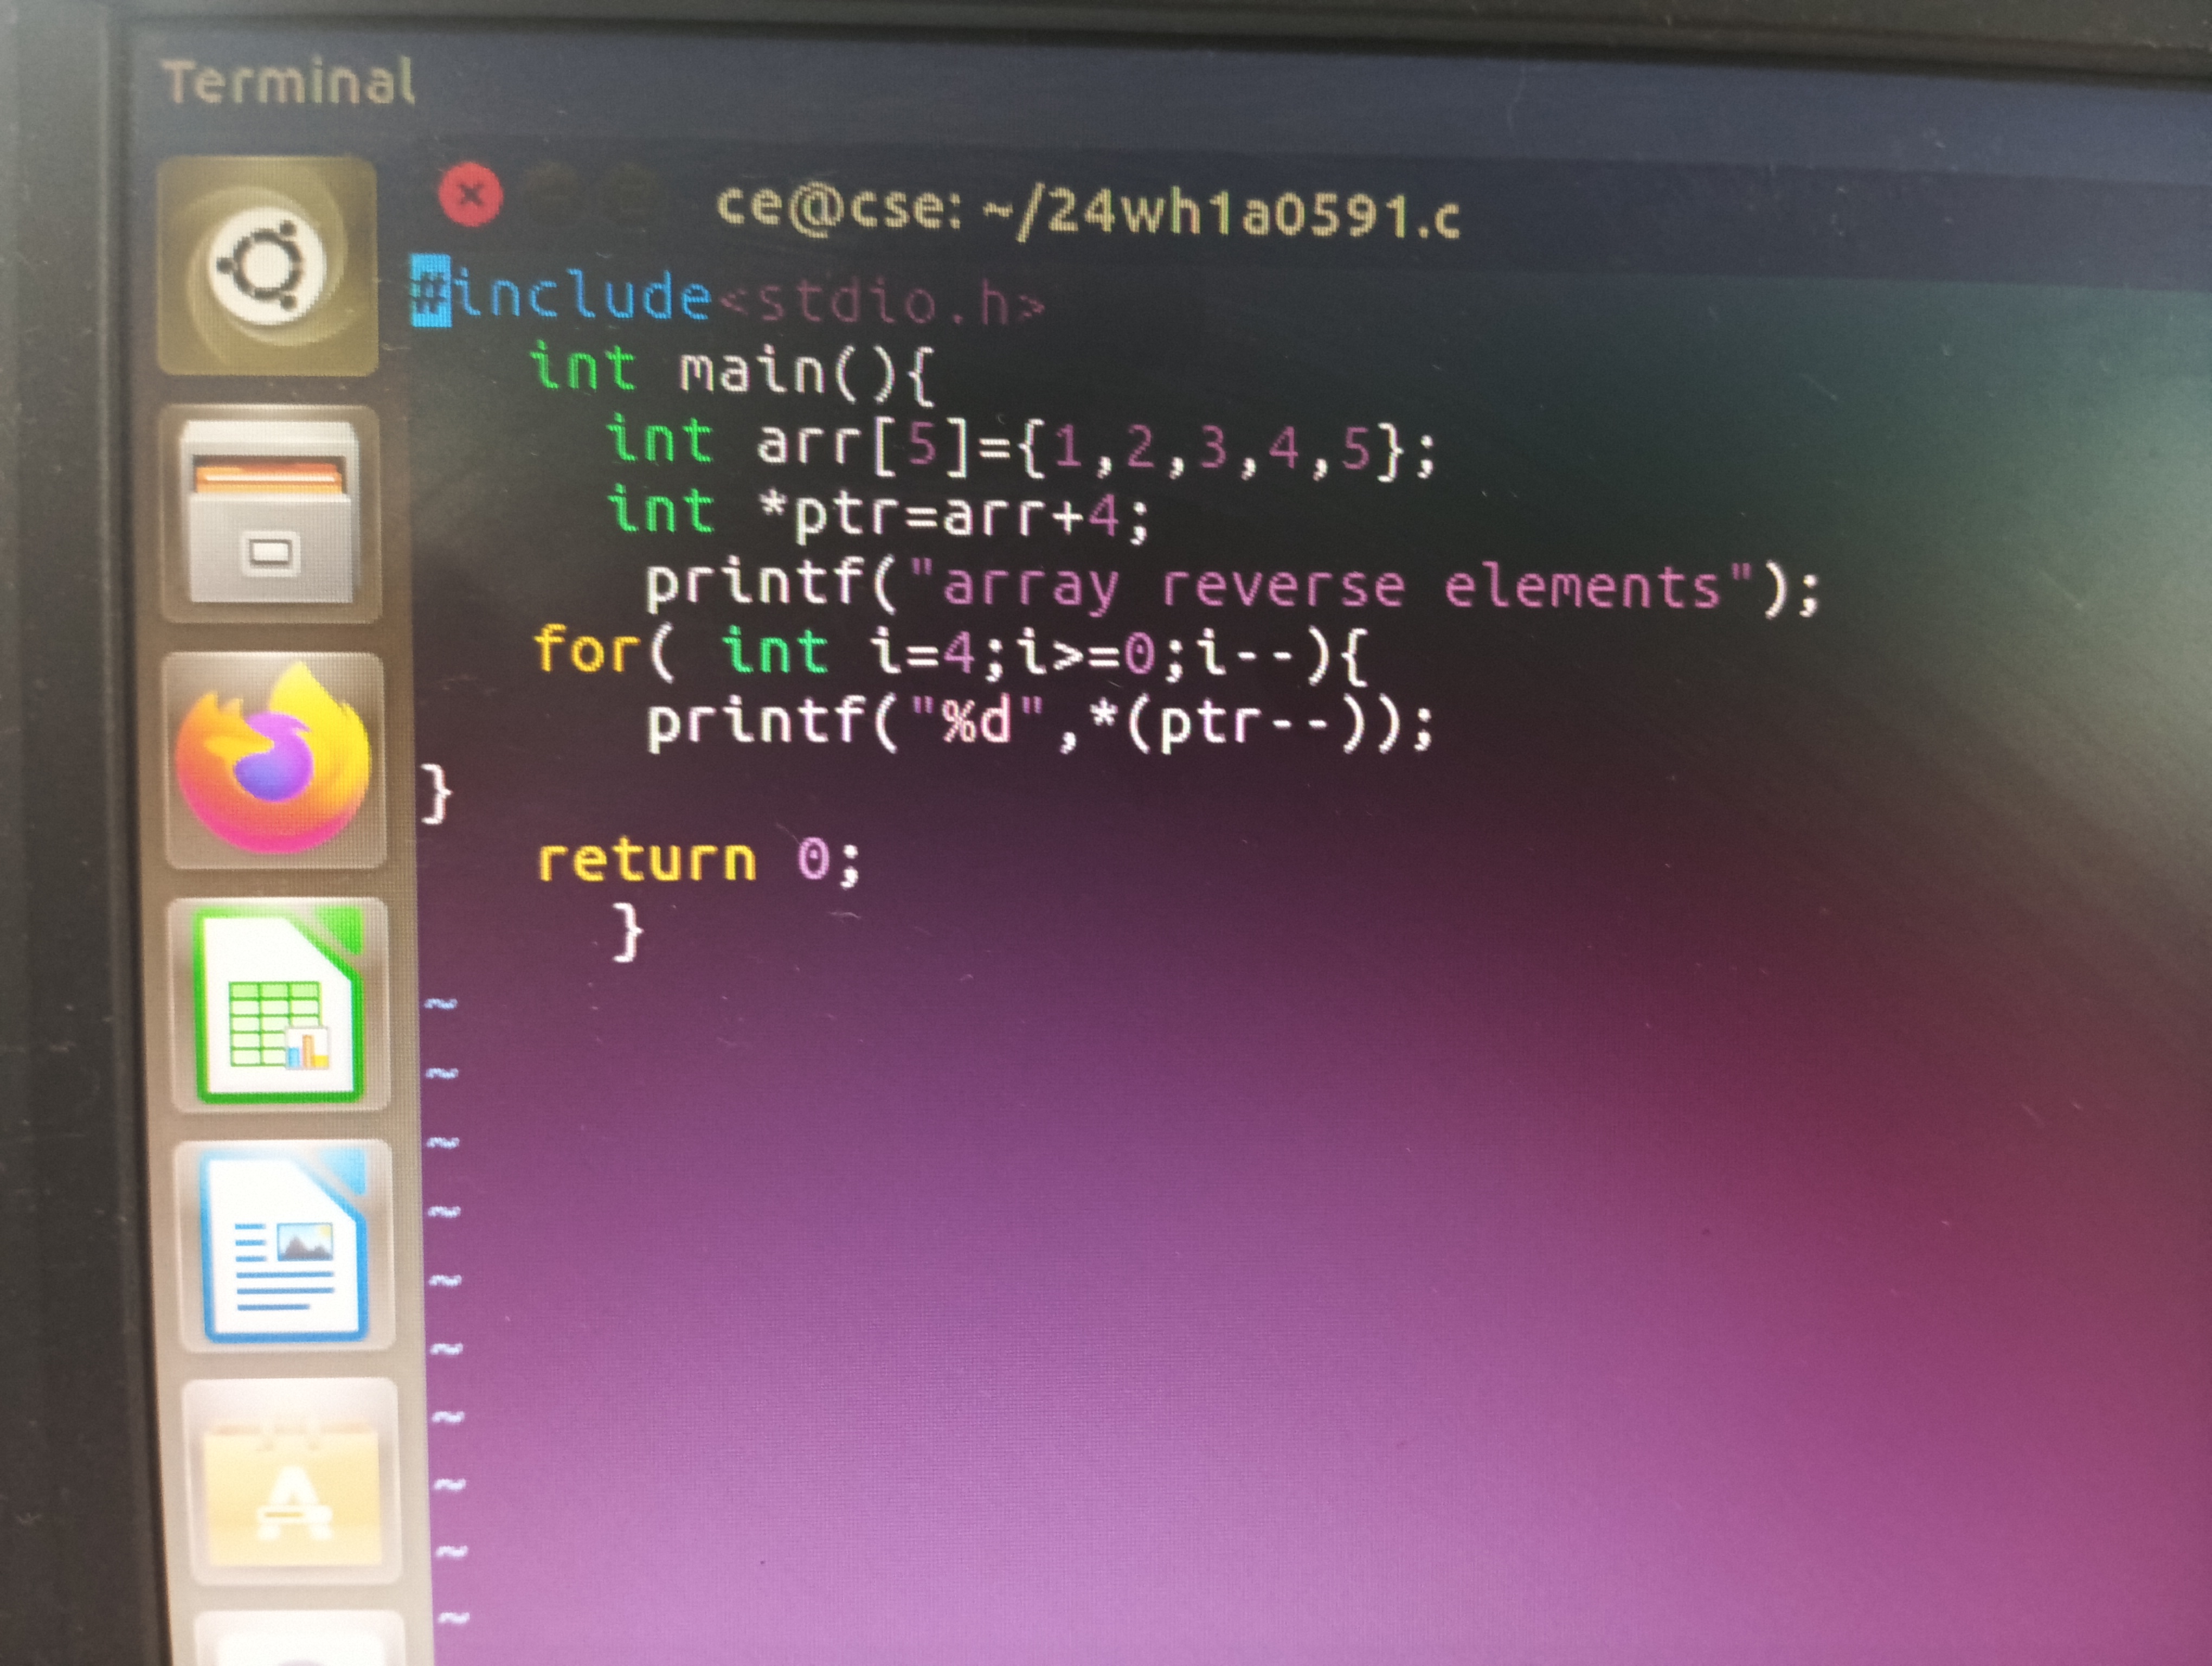 Terminal
ce@cse: ~/24wh1a0591.c
#include<stdio.h>
int main(){
int arr[5]={1,2,3,4,5};
int *ptr=arr+4;
printf("array reverse elements");
for( int i=4;i>=0;i--){
printf("%d",*(ptr--));
}
return 0;
}
~
~
~
~
~
~
~
~
~
~